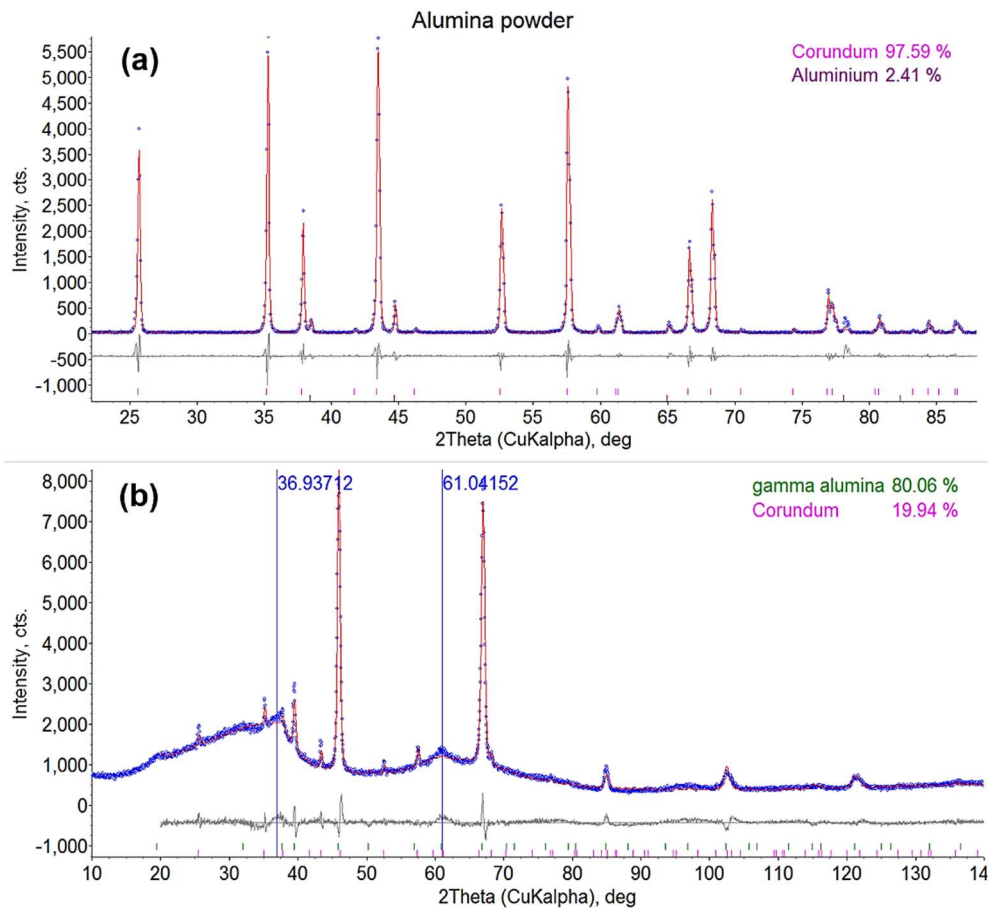 Alumina powder
(a)
Corundum 97.59 %
Aluminium 2.41 %
Intensity, cts.
5,500
5,000
4,500
4,000
3,500
3,000
2,500
2,000
1,500
1,000
500
0
-500
-1,000
25 30 35 40 45 50 55 60 65 70 75 80 85
2Theta (CuKalpha), deg
(b)
36.93712 61.04152
gamma alumina 80.06 %
Corundum 19.94 %
Intensity, cts.
8,000
7,000
6,000
5,000
4,000
3,000
2,000
1,000
0
-1,000
10 20 30 40 50 60 70 80 90 100 110 120 130 140
2Theta (CuKalpha), deg